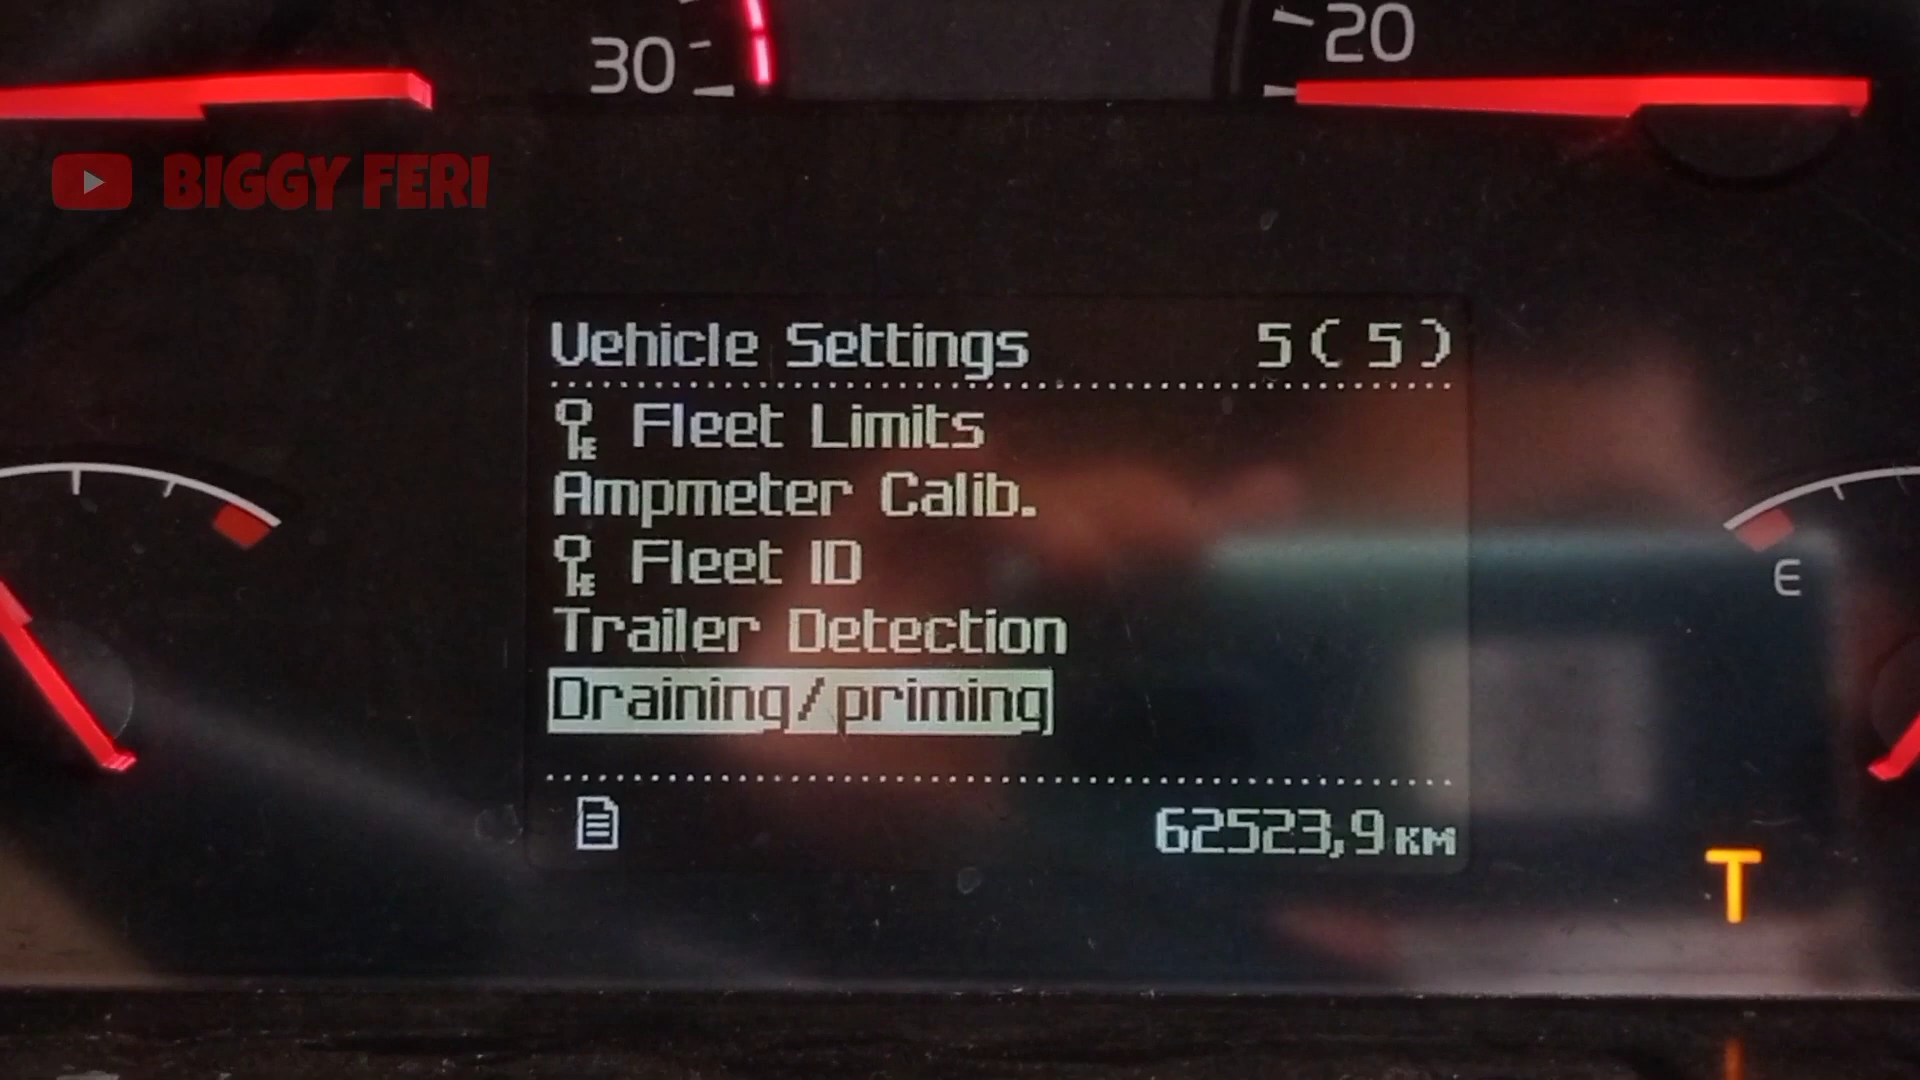 30
20
BIGGY FERI
Vehicle Settings 5(5)
Fleet Limits
Ampmeter Calib.
Fleet ID
Trailer Detection
Draining/priming
E
62523,9 км
T